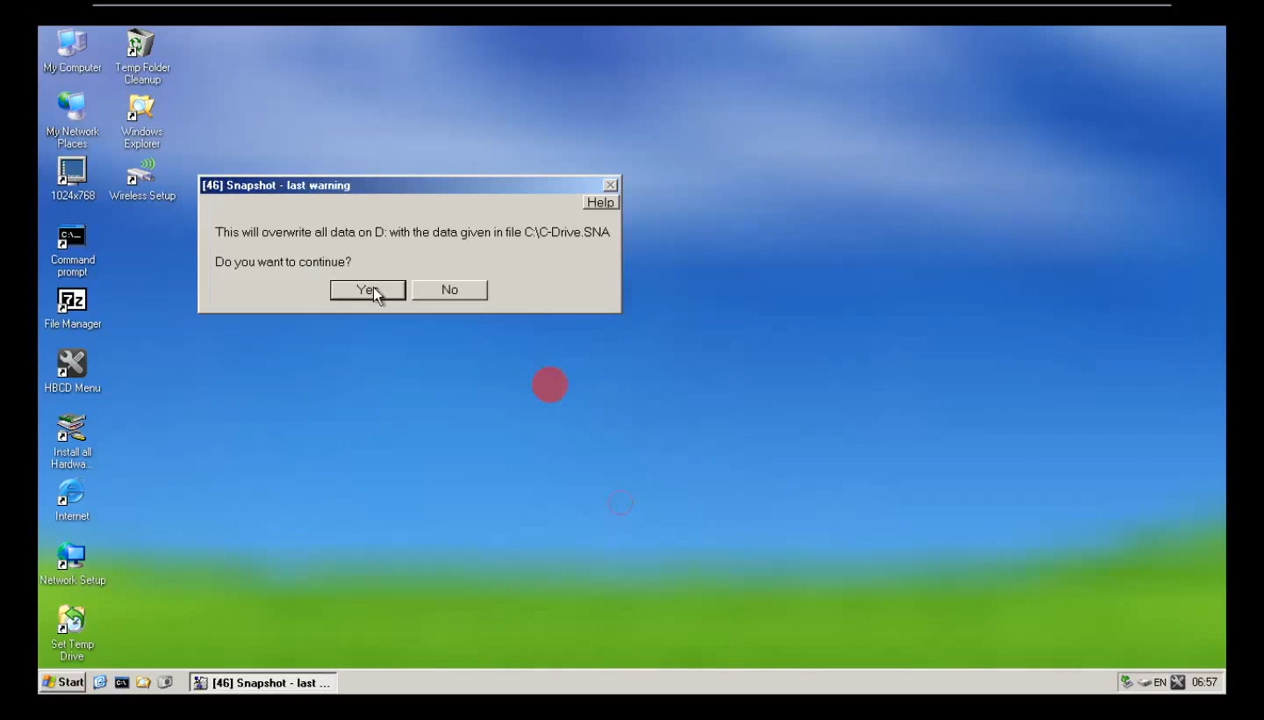 My Computer
Temp Folder
Cleanup
My Network
Places
Windows
Explorer
1024x768
Wireless Setup
C:\_
Command
prompt
7z
File Manager
HBCD Menu
Install all
Hardwa...
Internet
Network Setup
Set Temp
Drive
[46] Snapshot - last warning
Help
This will overwrite all data on D: with the data given in file C:\C-Drive.SNA
Do you want to continue?
Yes
No
Start
[46] Snapshot - last ...
EN
06:57